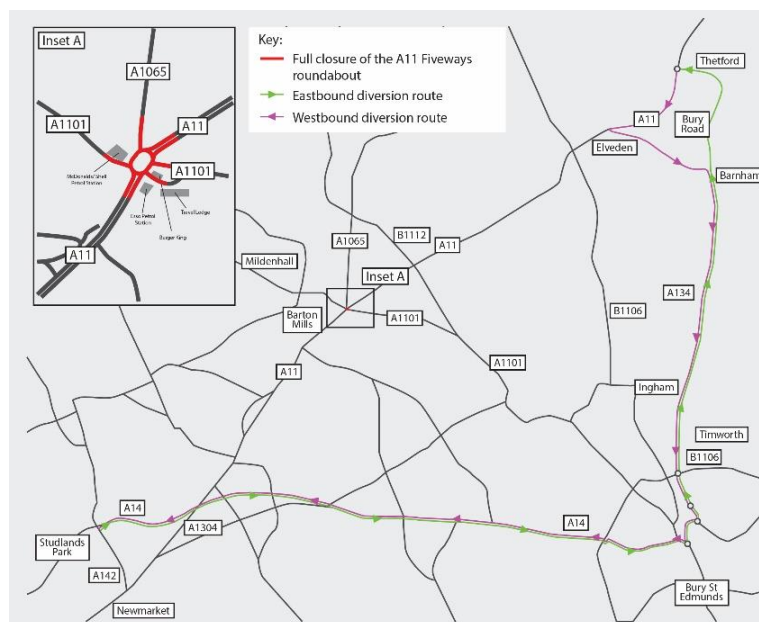 Inset A
A1065
A1101
A11
McDonalds/Shell
Petrol Station
A1101
Esso Petrol
Station
Travelodge
Burger King
A11
Key:
Full closure of the A11 Fiveways
roundabout
Eastbound diversion route
Westbound diversion route
Thetford
A11
Bury
Road
Elveden
Barnham
A1065
B1112
A11
Mildenhall
Inset A
A134
Barton
Mills
A1101
B1106
A11
A1101
Ingham
Timworth
B1106
A14
A1304
A14
Studlands
Park
A142
Bury St
Edmunds
Newmarket